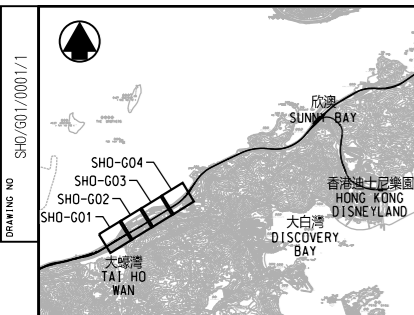 DRAWING NO
SHO/G01/0001/1
欣澳
SUNNY BAY
SHO-G04
SHO-G03
SHO-G02
SHO-G01
香港迪士尼樂園
HONG KONG
DISNEYLAND
大白灣
DISCOVERY
BAY
大蠔灣
TAI HO
WAN